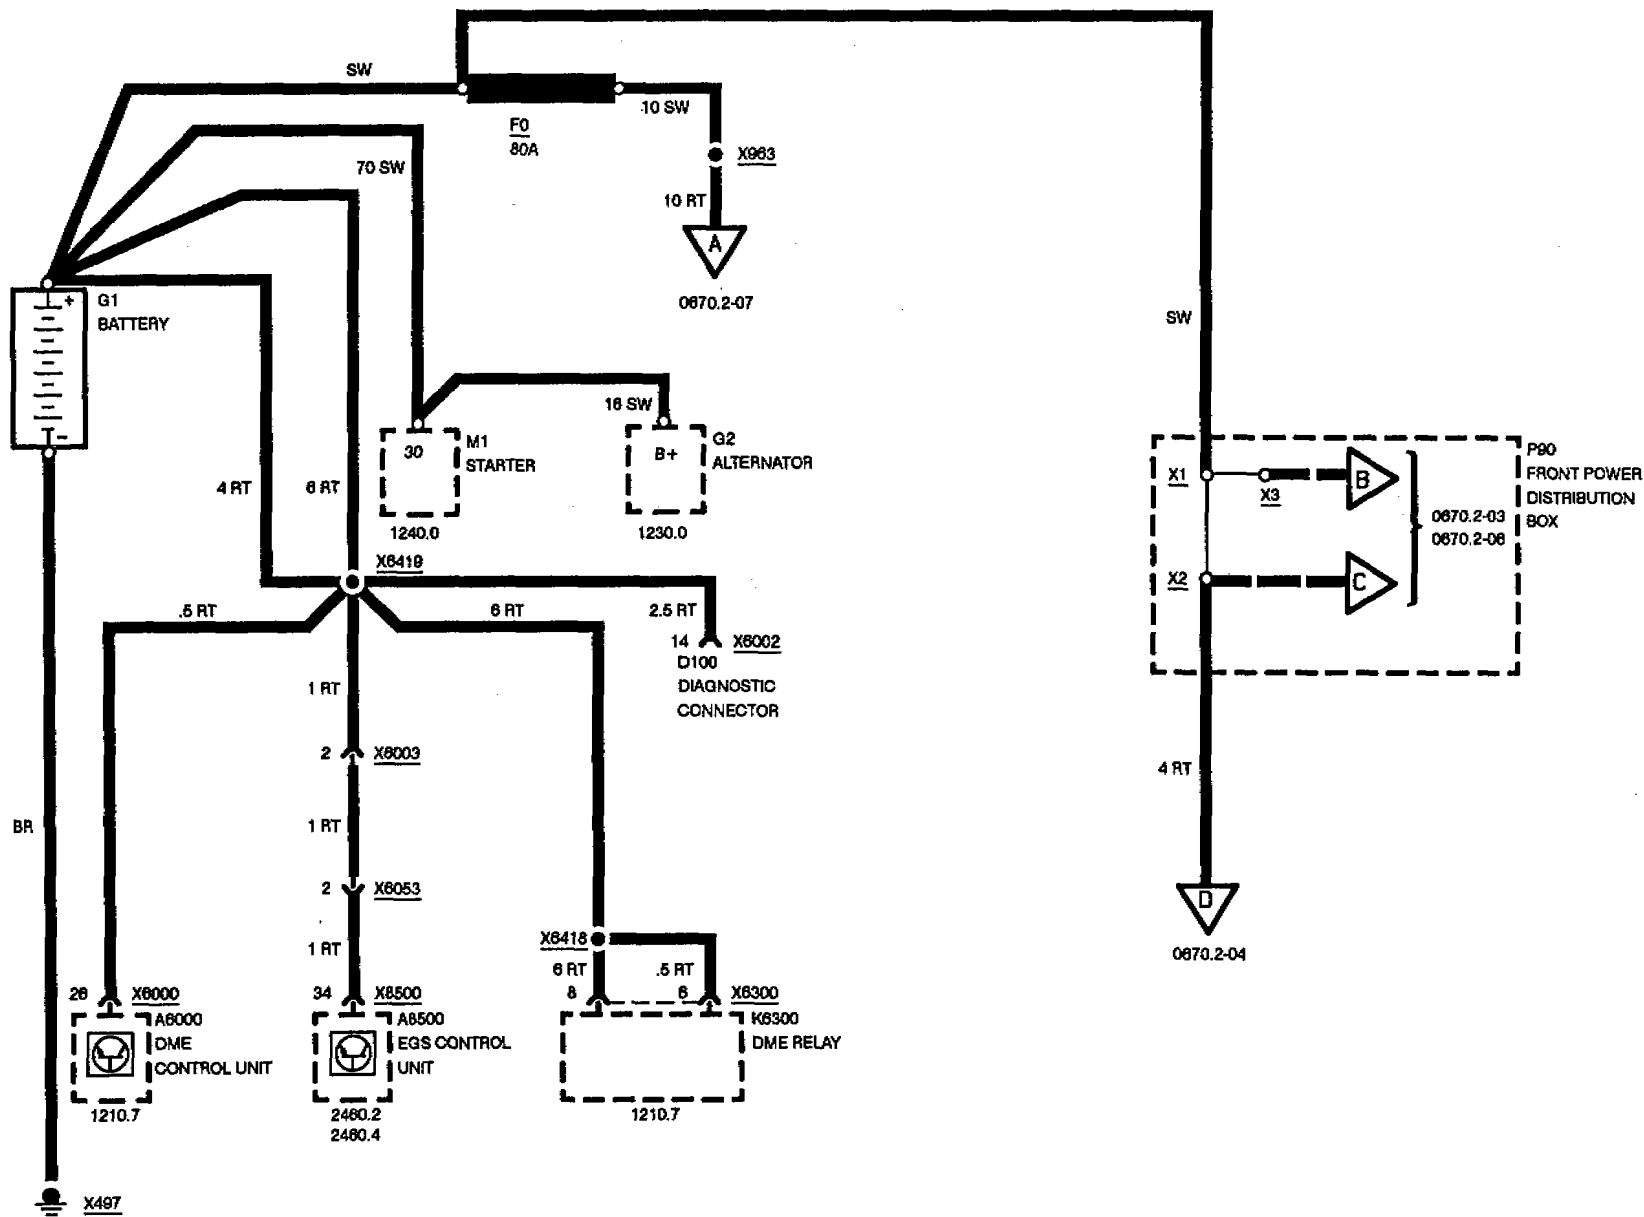 SW
10 SW
F0
80A
X963
70 SW
10 RT
A
0670.2-07
+
G1
BATTERY
-
SW
16 SW
30
M1
STARTER
B+
G2
ALTERNATOR
4 RT
6 RT
1240.0
1230.0
P90
FRONT POWER
DISTRIBUTION
BOX
X1
X3
B
0670.2-03
0670.2-06
X2
C
X6419
.5 RT
6 RT
2.5 RT
14
X6002
D100
DIAGNOSTIC
CONNECTOR
1 RT
2
X6003
4 RT
BR
1 RT
2
X6053
D
0670.2-04
1 RT
X6418
6 RT
.5 RT
26
X6000
34
X8500
8
6
X6300
A6000
DME
CONTROL UNIT
A8500
EGS CONTROL
UNIT
K6300
DME RELAY
1210.7
2460.2
2460.4
1210.7
X497